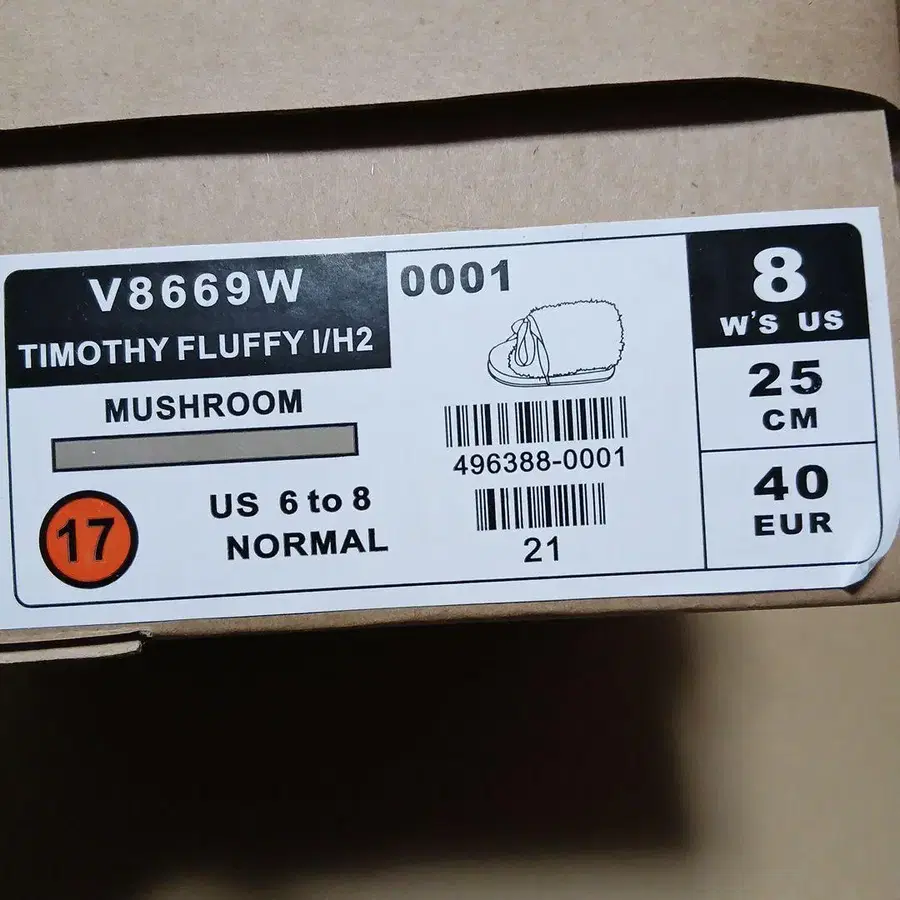 V8669W
TIMOTHY FLUFFY I/H2
MUSHROOM
17
US 6 to 8
NORMAL
0001
496388-0001
21
8
W'S US
25
CM
40
EUR